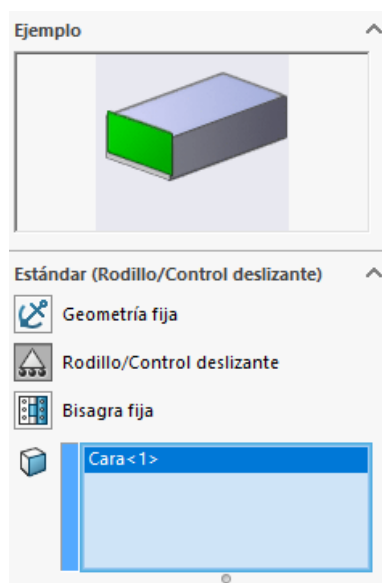 Ejemplo
Estándar (Rodillo/Control deslizante)
Geometría fija
Rodillo/Control deslizante
Bisagra fija
Cara<1>